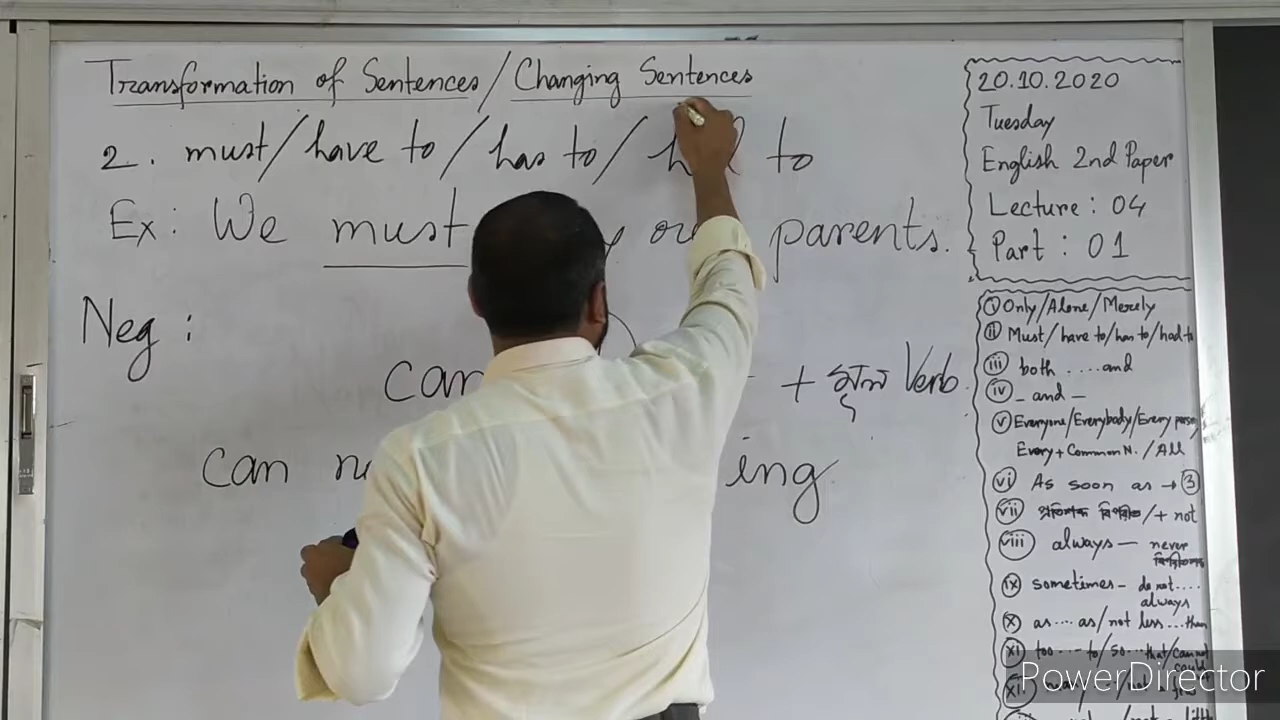 Transformation of Sentences / Changing Sentences
2. must / have to / has to / to
Ex : We must parents.
Neg :
can + মূল Verb.
can ing
20.10.2020
Tuesday
English 2nd Paper
Lecture : 04
Part : 01
i Only/Alone/Merely
ii Must/have to/has to/had to
iii both ....and
iv _ and _
v Everyone/Everybody/Every person
Every + Common N. / All
vi As soon as → 3
vii / + not
viii always — never
ix sometimes – do not....
always
x as .... as/not less...than
xi too ... to/so...that/cannot
could
xii
PowerDirector